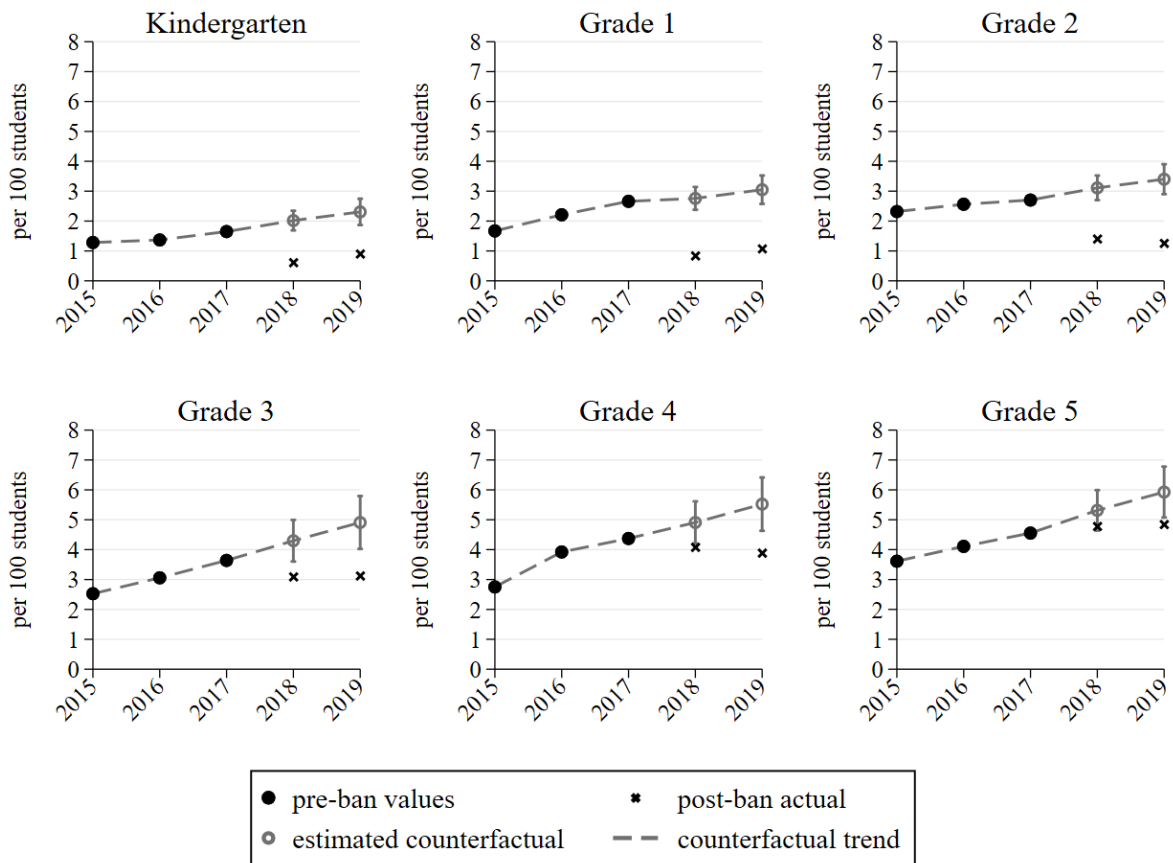 Kindergarten
per 100 students
8
7
6
5
4
3
2
1
0
2015 2016 2017 2018 2019
Grade 1
per 100 students
8
7
6
5
4
3
2
1
0
2015 2016 2017 2018 2019
Grade 2
per 100 students
8
7
6
5
4
3
2
1
0
2015 2016 2017 2018 2019
Grade 3
per 100 students
8
7
6
5
4
3
2
1
0
2015 2016 2017 2018 2019
Grade 4
per 100 students
8
7
6
5
4
3
2
1
0
2015 2016 2017 2018 2019
Grade 5
per 100 students
8
7
6
5
4
3
2
1
0
2015 2016 2017 2018 2019
pre-ban values
post-ban actual
estimated counterfactual
counterfactual trend